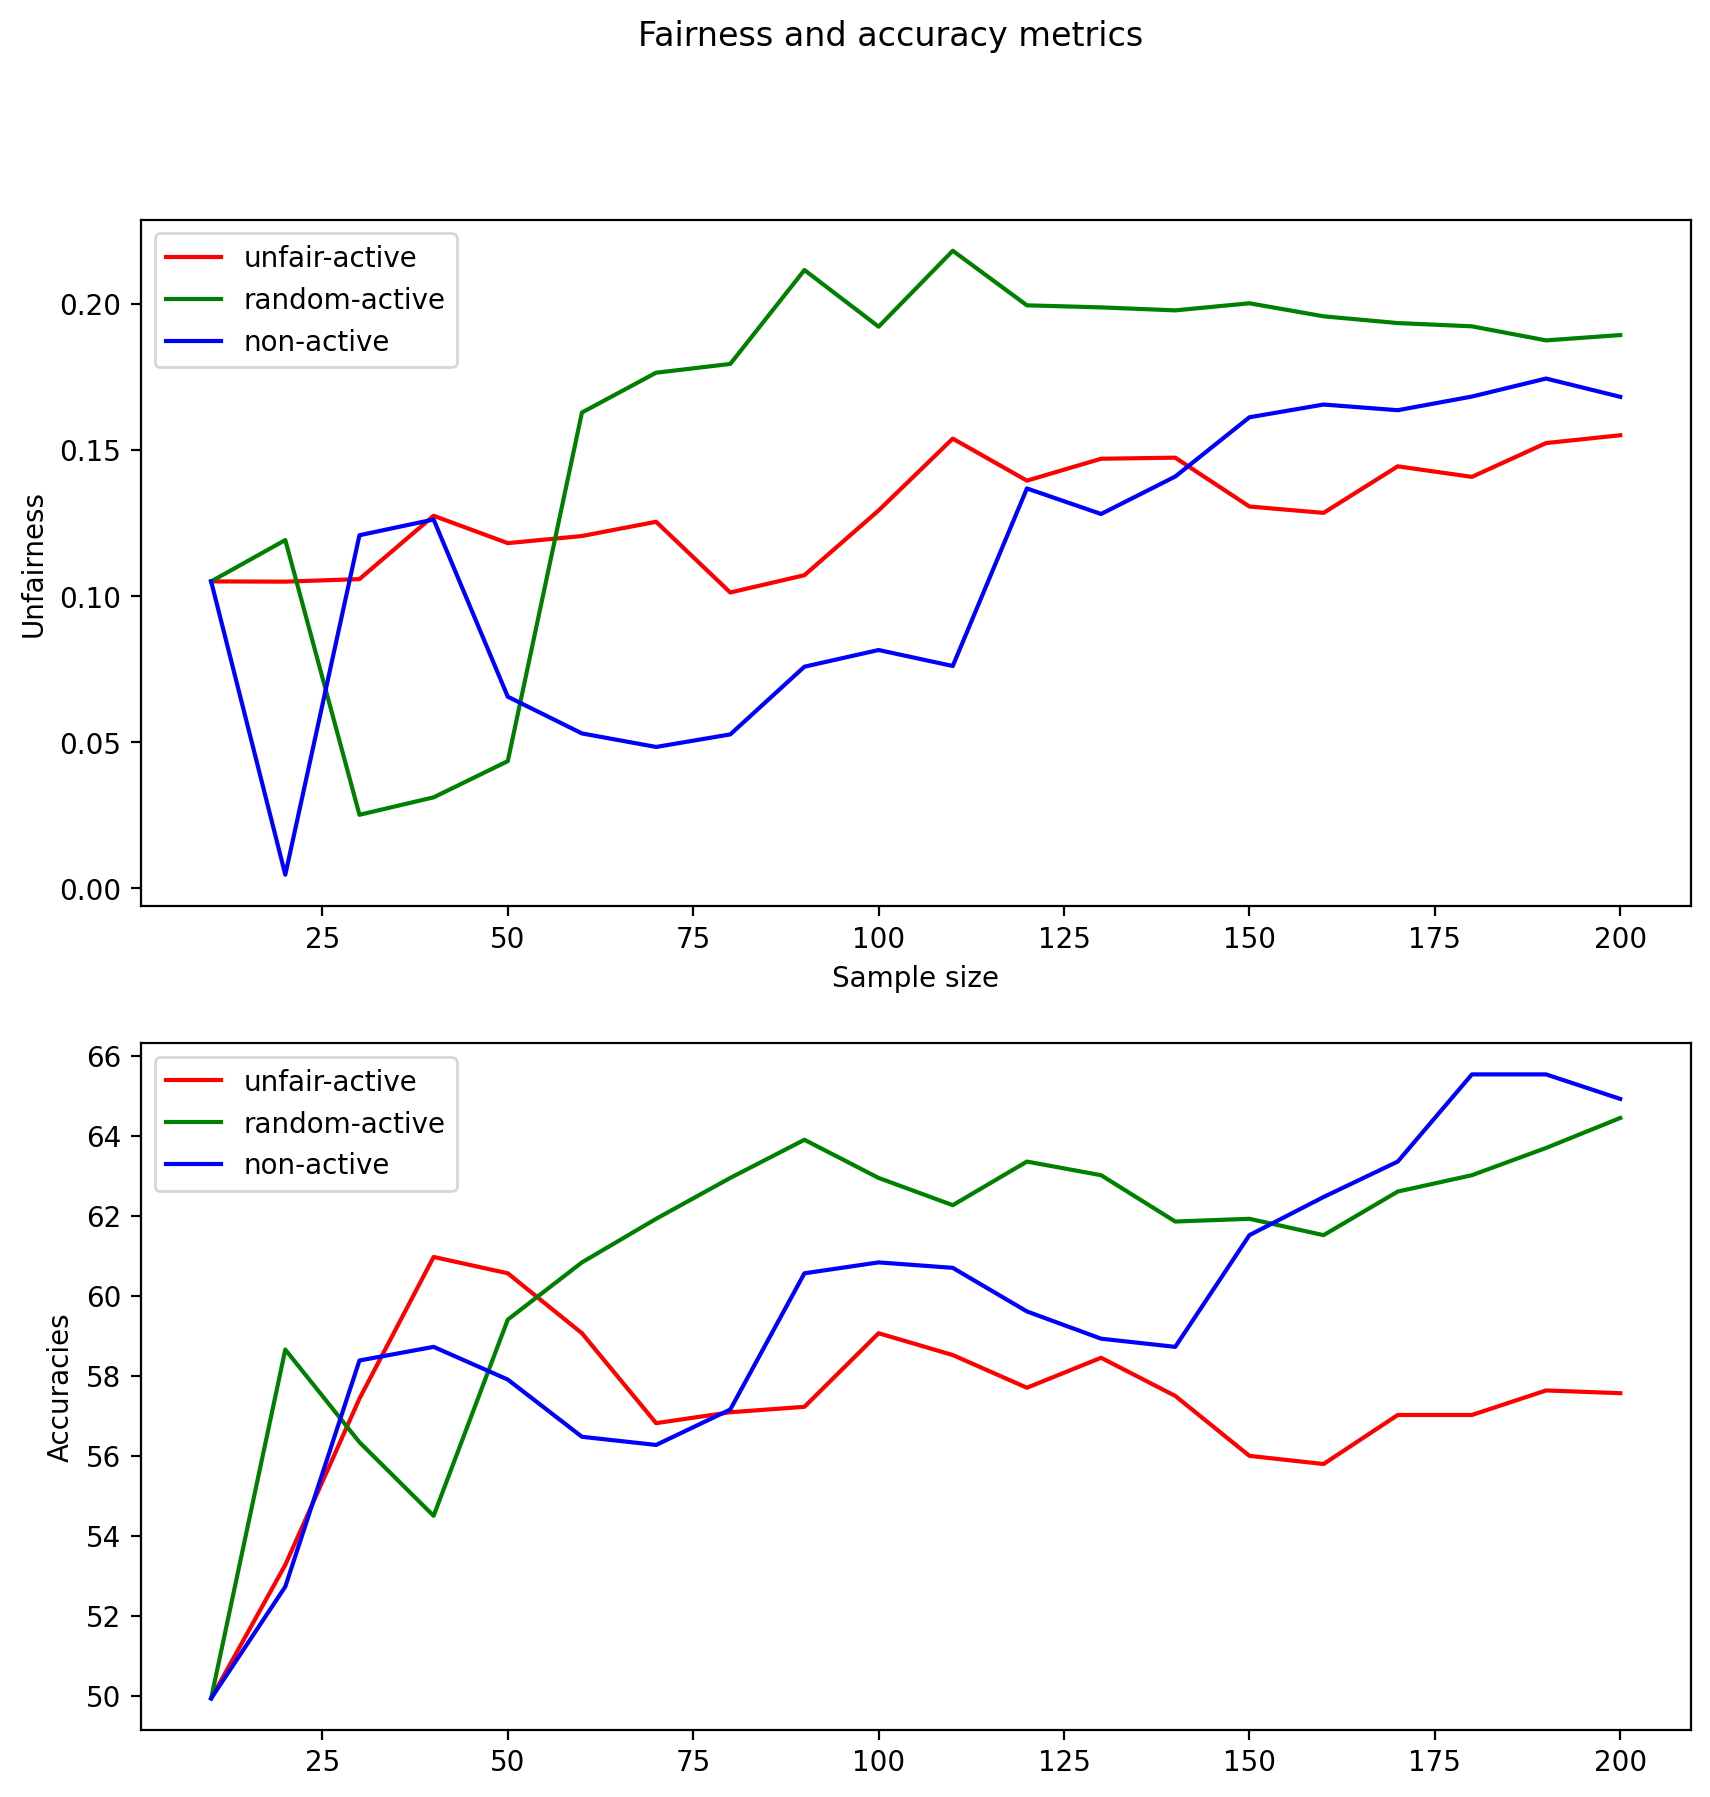 Fairness and accuracy metrics
unfair-active
random-active
non-active
0.20
0.15
0.10
0.05
0.00
Unfairness
25 50 75 100 125 150 175 200
Sample size
unfair-active
random-active
non-active
66
64
62
60
58
56
54
52
50
Accuracies
25 50 75 100 125 150 175 200